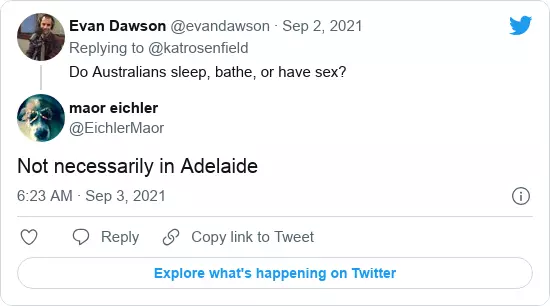 Evan Dawson @evandawson · Sep 2, 2021
Replying to @katrosenfield
Do Australians sleep, bathe, or have sex?
maor eichler
@EichlerMaor
Not necessarily in Adelaide
6:23 AM · Sep 3, 2021
Reply
Copy link to Tweet
Explore what's happening on Twitter